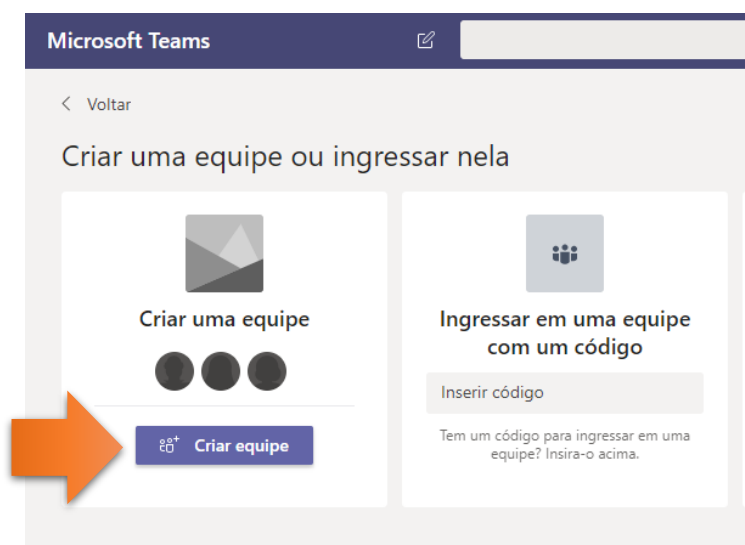 Microsoft Teams
Voltar
Criar uma equipe ou ingressar nela
Criar uma equipe
Criar equipe
Ingressar em uma equipe
com um código
Inserir código
Tem um código para ingressar em uma
equipe? Insira-o acima.